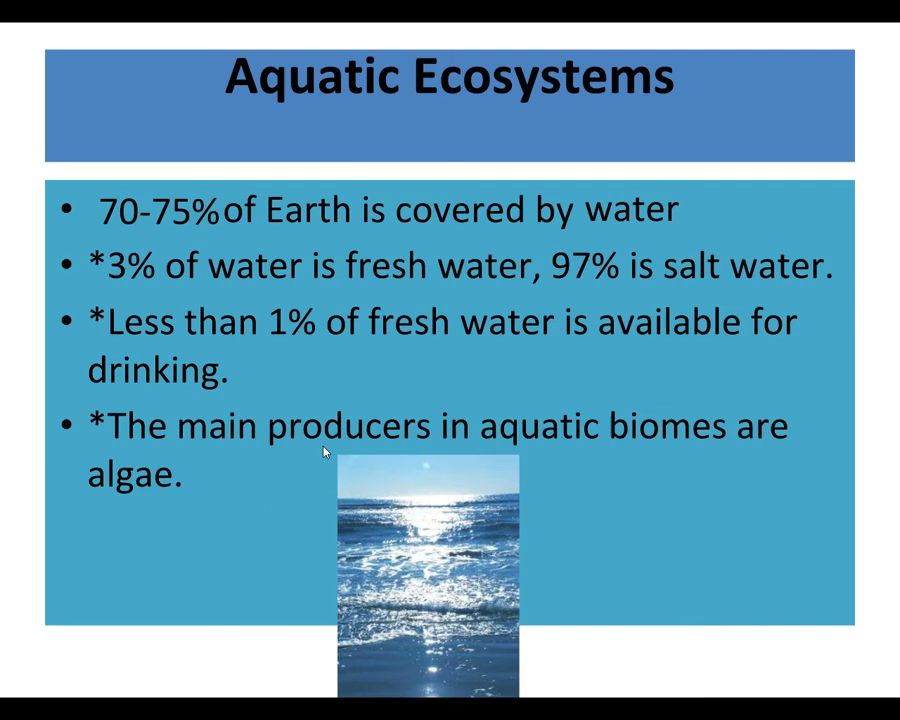 Aquatic Ecosystems
• 70-75% of Earth is covered by water
• *3% of water is fresh water, 97% is salt water.
• *Less than 1% of fresh water is available for
drinking.
• *The main producers in aquatic biomes are
algae.